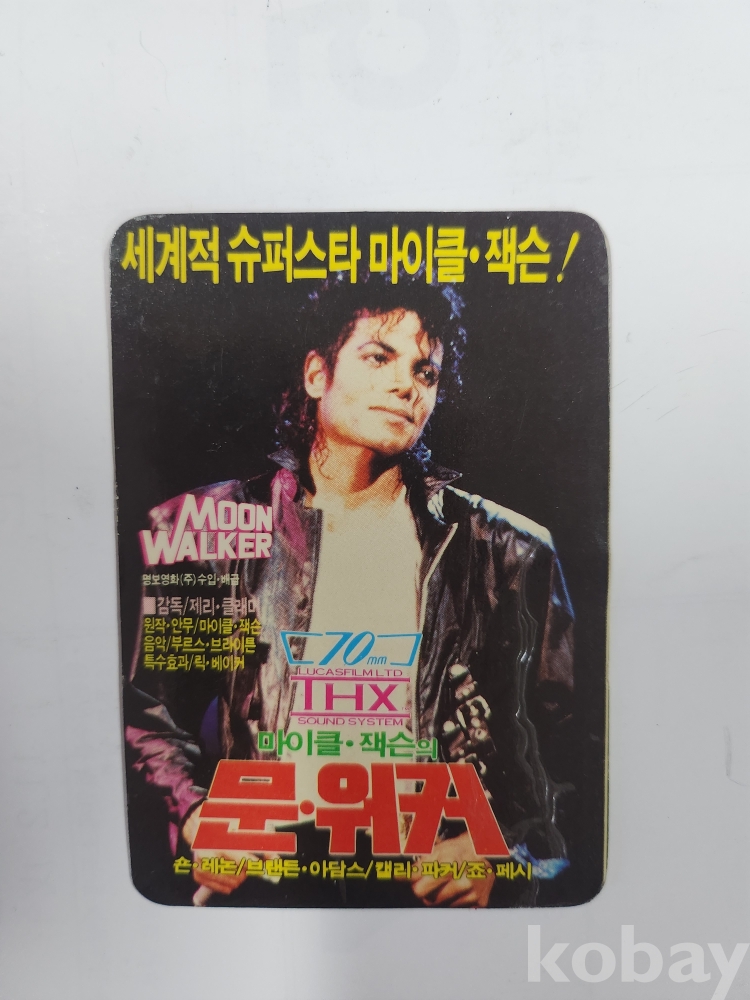 세계적 슈퍼스타 마이클·잭슨!
MOON
WALKER
명보영화(주)수입·배급
■감독/제리·클래머
원작·안무/마이클·잭슨
음악/부르스·브라이튼
특수효과/릭·베이커
70mm
LUCASFILM LTD
THX
SOUND SYSTEM
마이클·잭슨의
문·워커
숀·레논/브랜든·아담스/캘리·파커/죠·페시
kobay